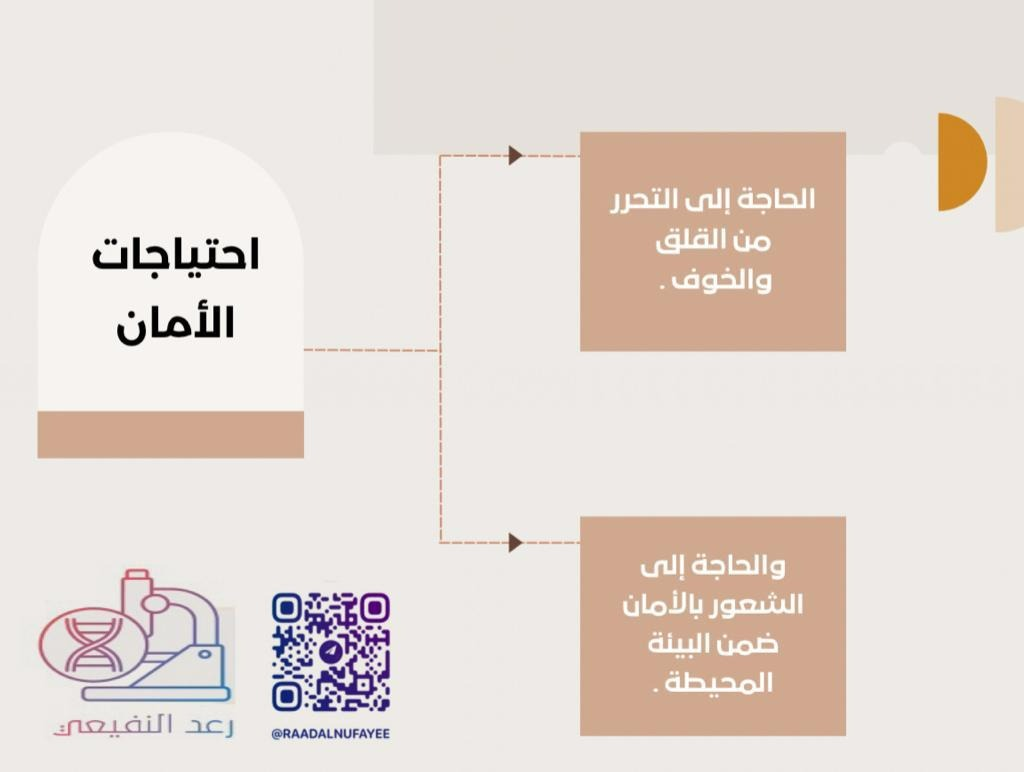 احتياجات
الأمان
الحاجة إلى التحرر
من القلق
والخوف .
والحاجة إلى
الشعور بالأمان
ضمن البيئة
المحيطة .
رعد النفيعي
@RAADALNUFAYEE